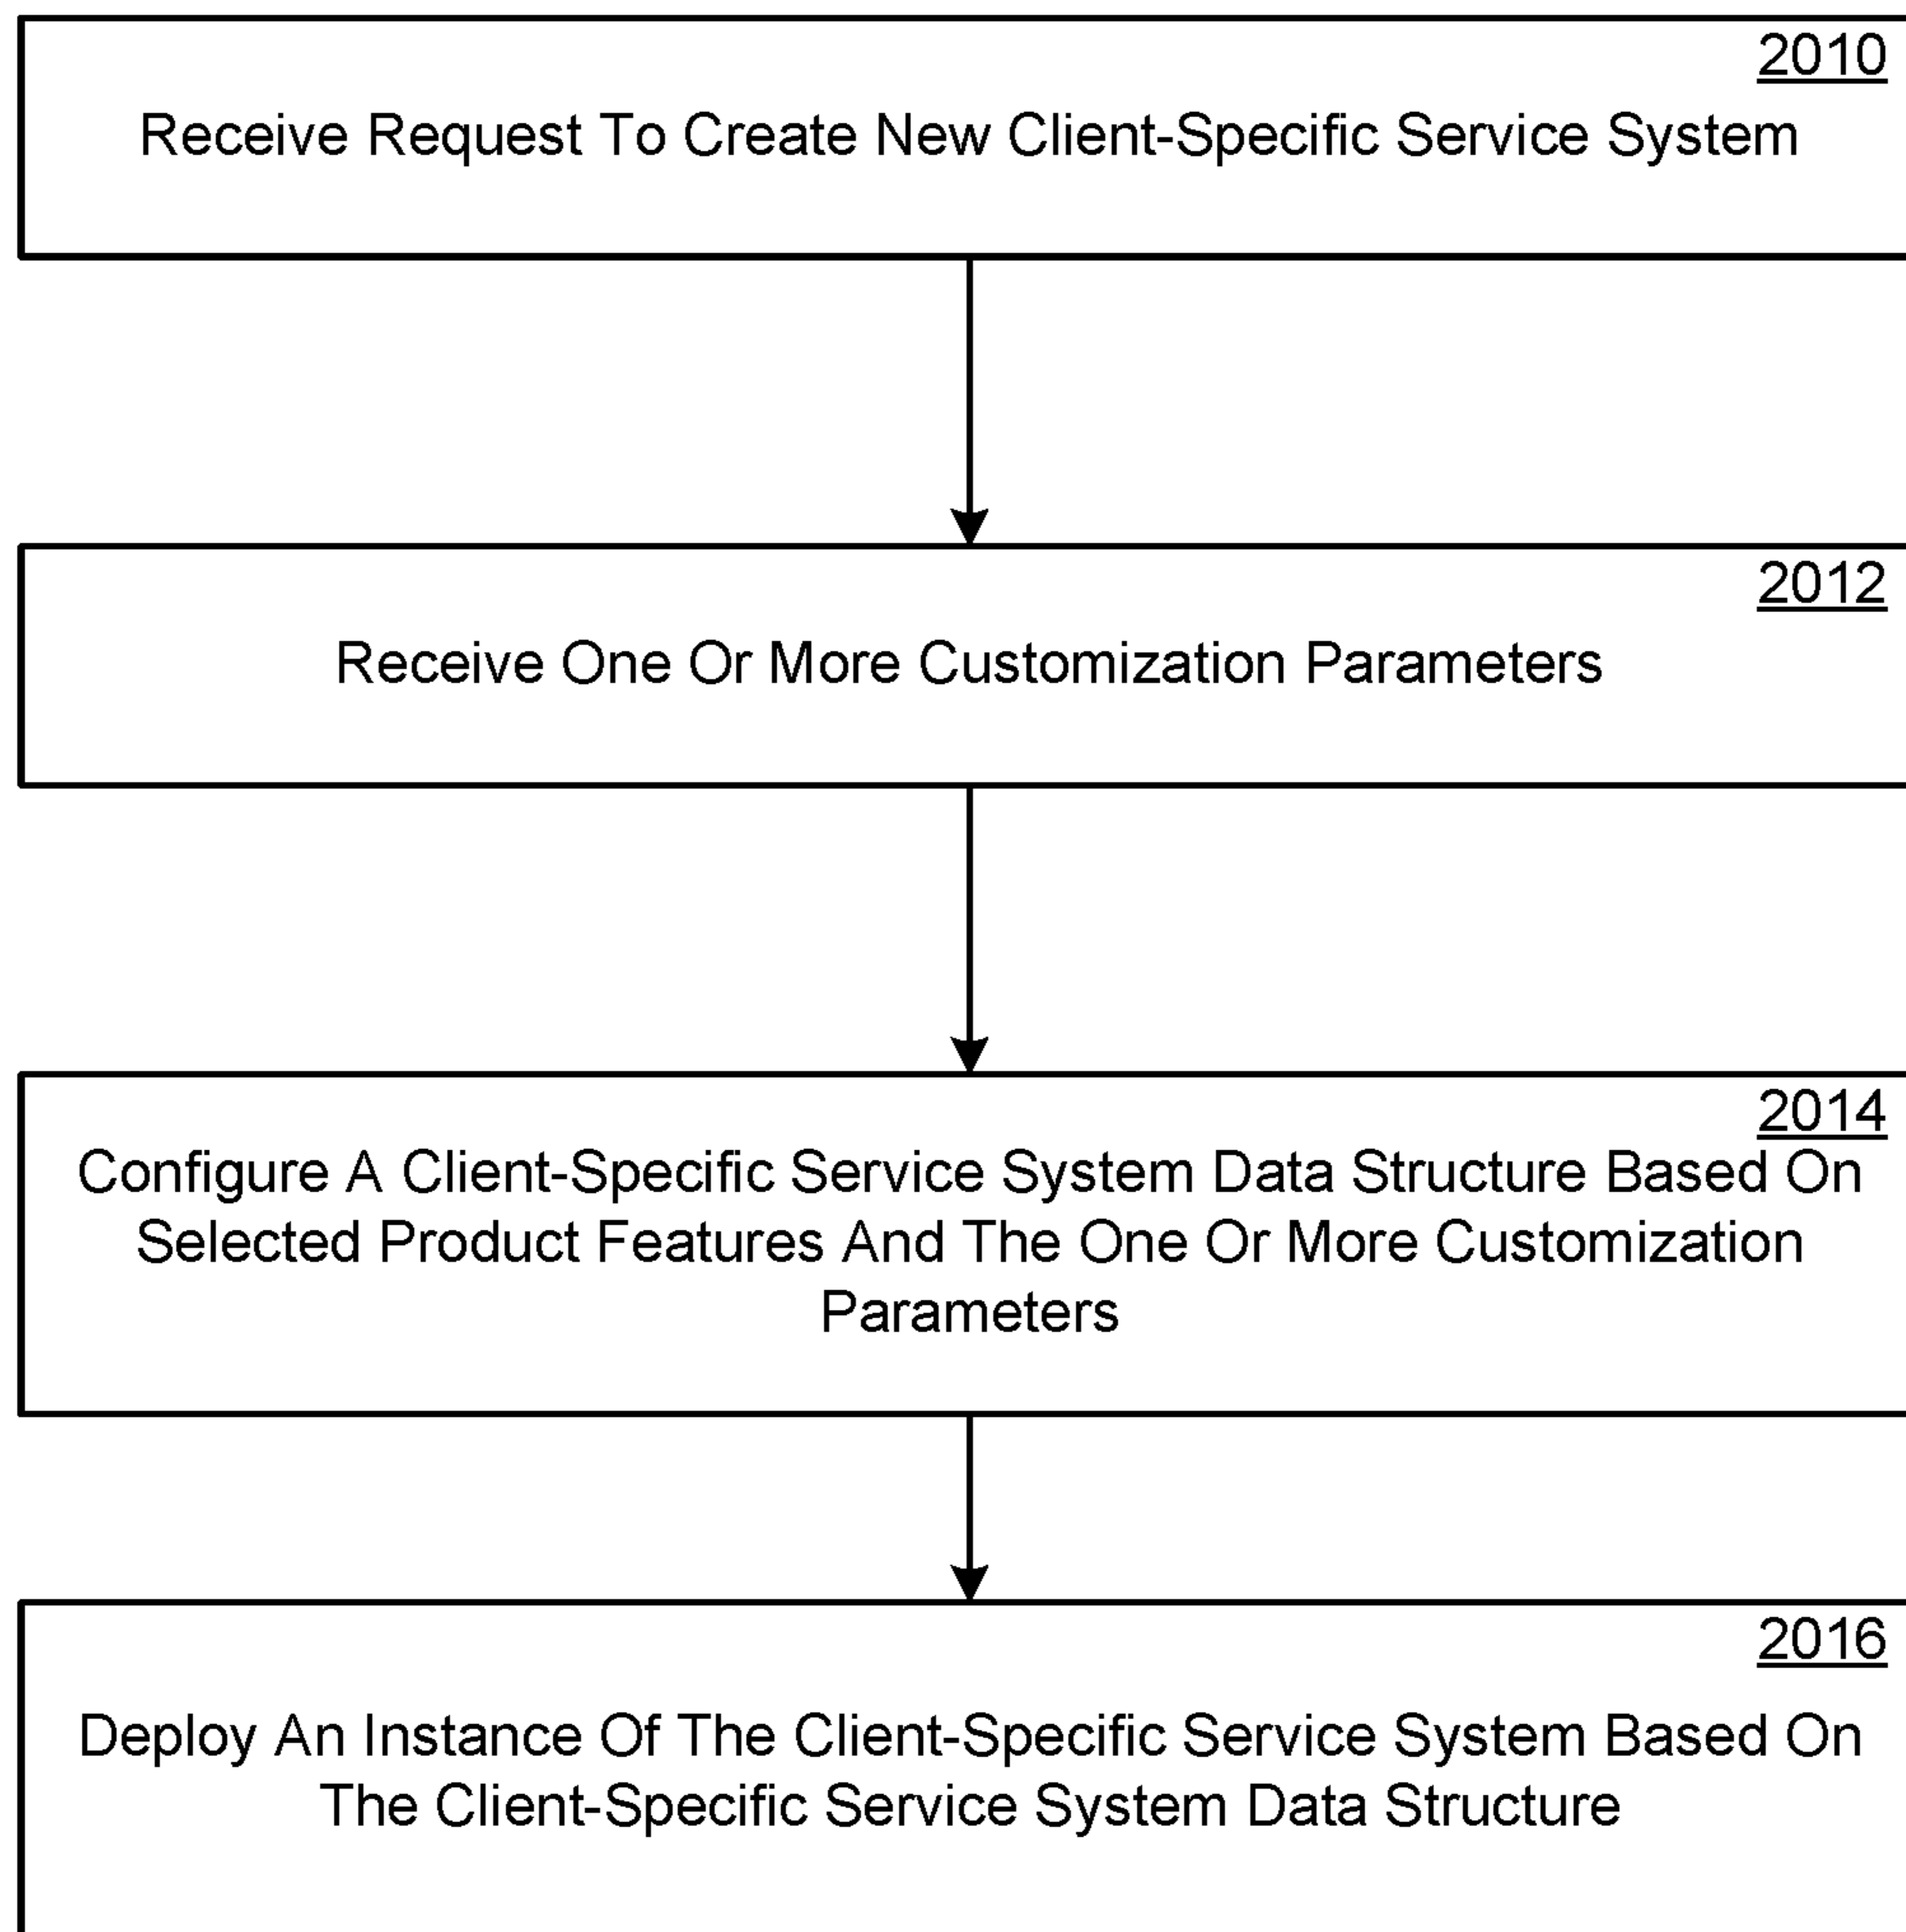 2010
Receive Request To Create New Client-Specific Service System
2012
Receive One Or More Customization Parameters
2014
Configure A Client-Specific Service System Data Structure Based On
Selected Product Features And The One Or More Customization
Parameters
2016
Deploy An Instance Of The Client-Specific Service System Based On
The Client-Specific Service System Data Structure